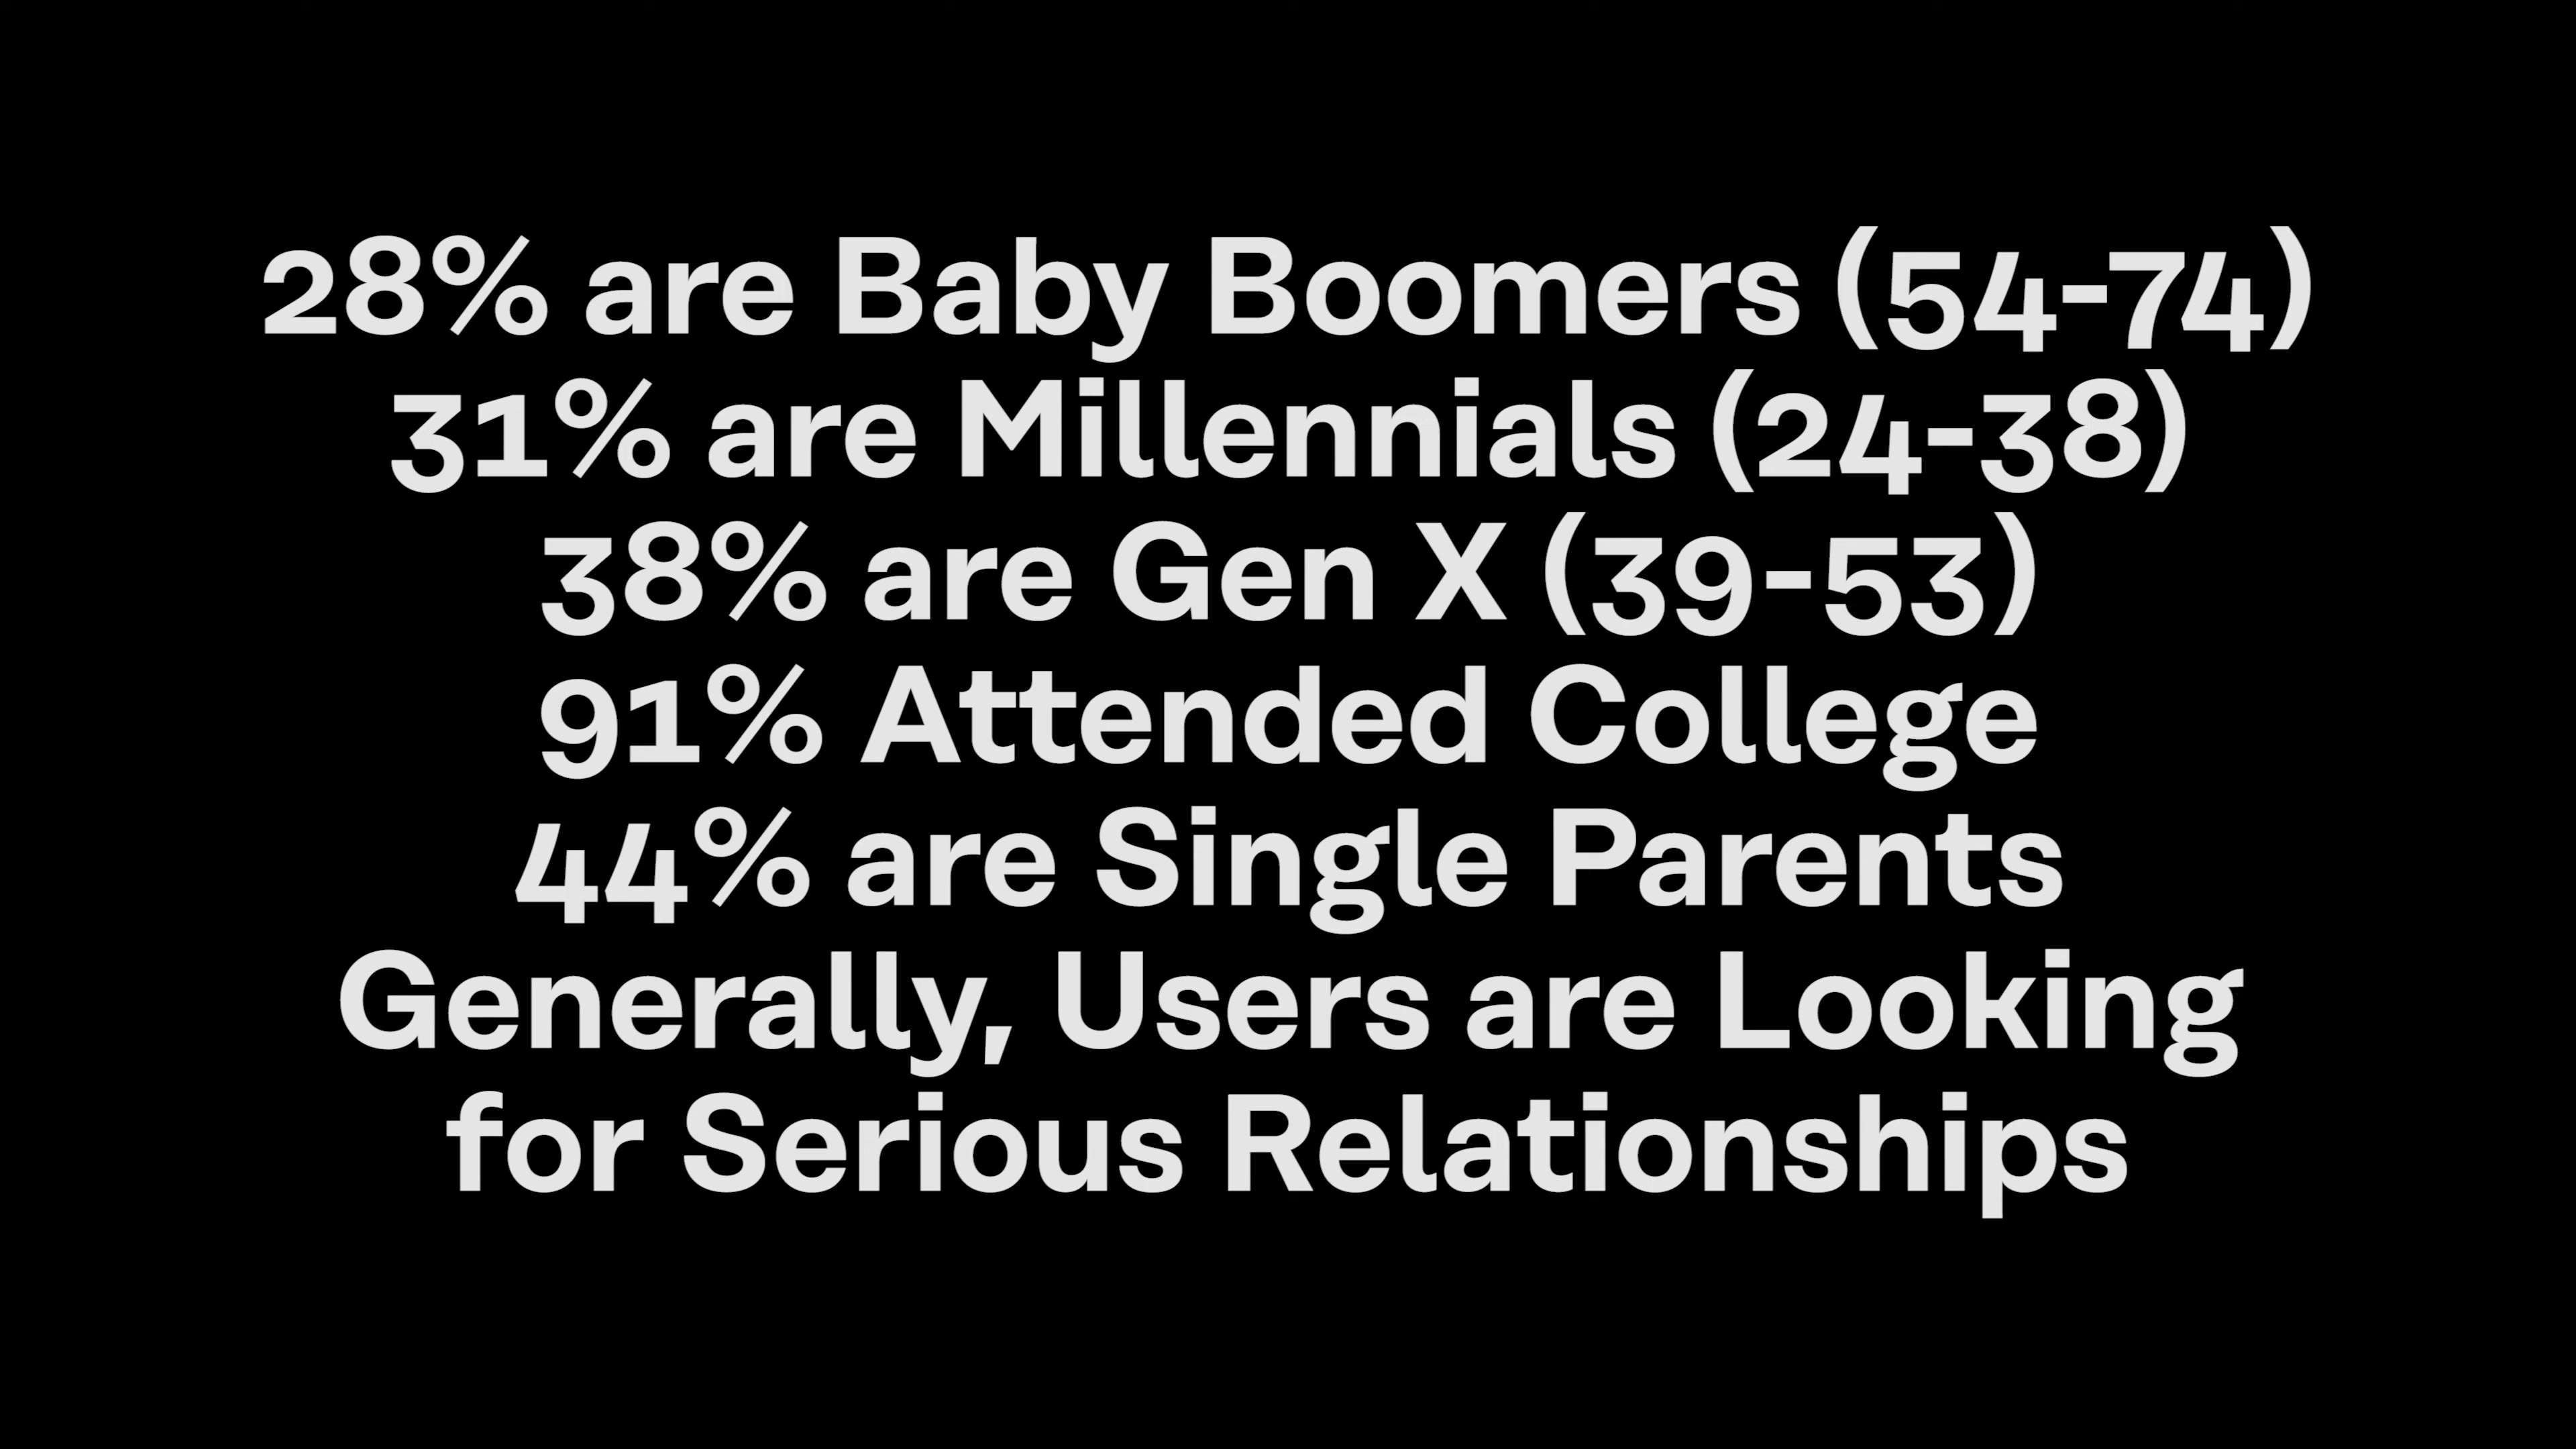 28% are Baby Boomers (54-74)
31% are Millennials (24-38)
38% are Gen X (39-53)
91% Attended College
44% are Single Parents
Generally, Users are Looking
for Serious Relationships